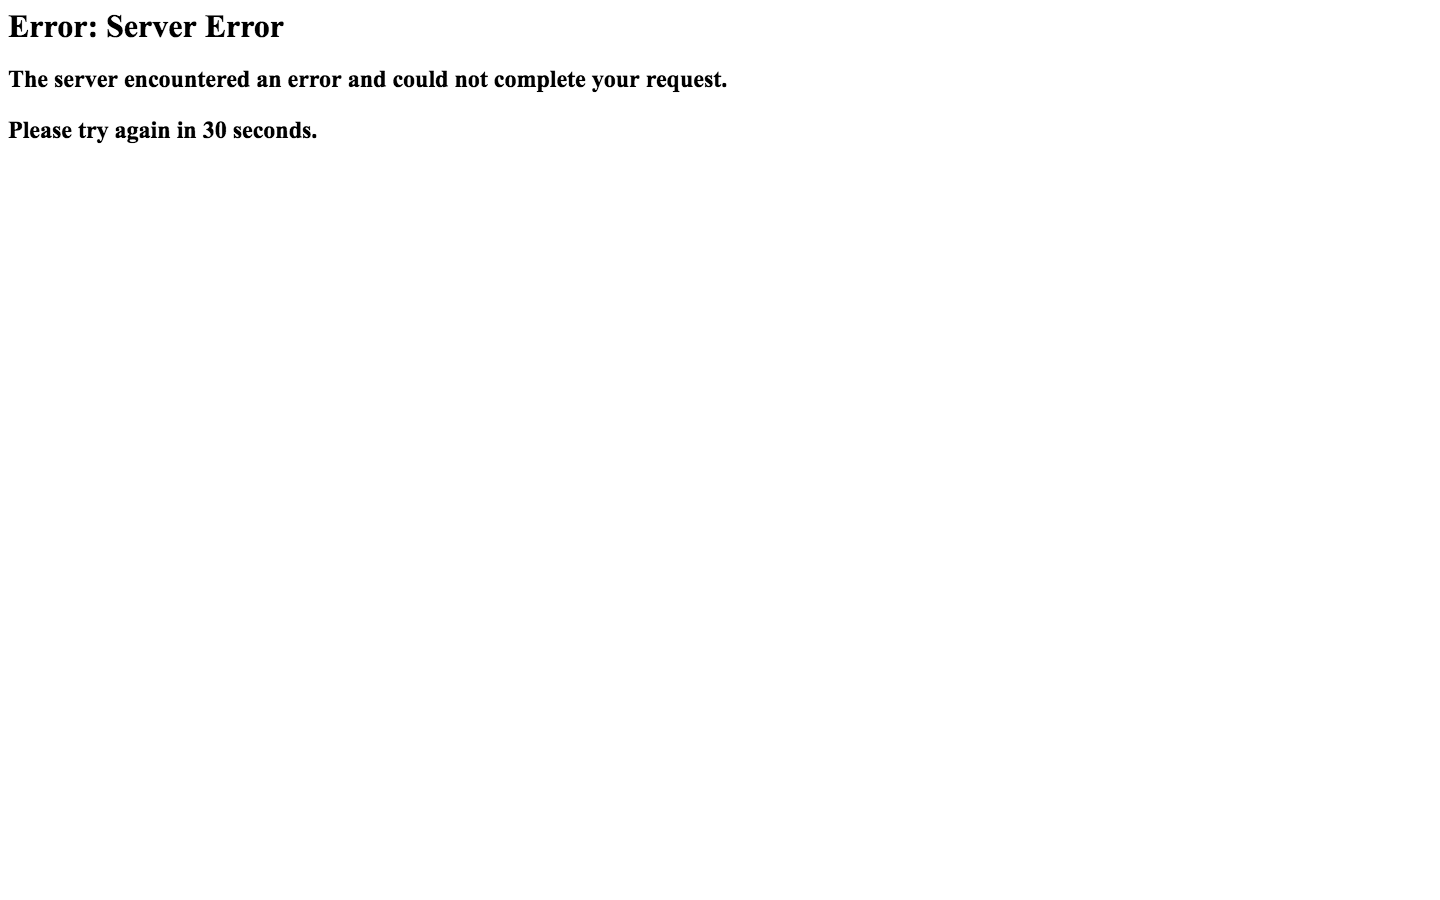 Error: Server Error
The server encountered an error and could not complete your request.
Please try again in 30 seconds.